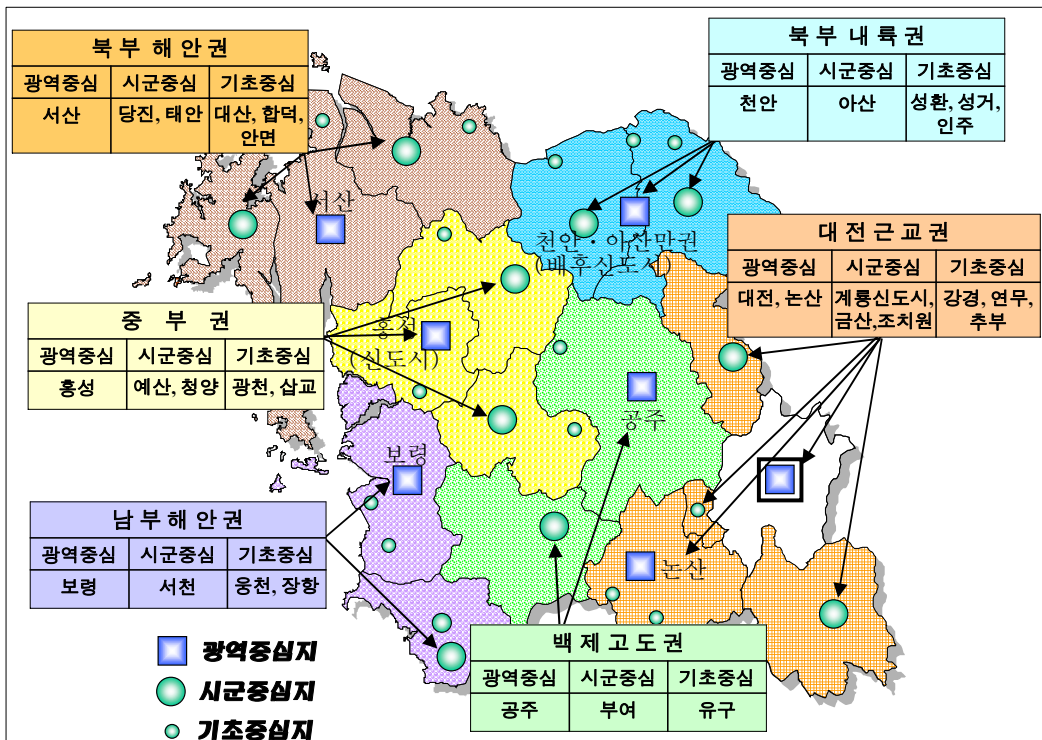 북부 해안권
광역중심 시군중심 기초중심
서산 당진, 태안 대산, 합덕,
안면
북 부 내 륙 권
광역중심 시군중심 기초중심
천안 아산 성환, 성거,
인주
서산
천안·아산만권
(배후신도시)
대 전 근 교 권
광역중심 시군중심 기초중심
대전, 논산 계룡신도시, 강경, 연무,
금산,조치원 추부
중 부 권
광역중심 시군중심 기초중심
홍성 예산, 청양 광천, 삽교
홍성
(신도시)
공주
보령
남 부 해 안 권
광역중심 시군중심 기초중심
보령 서천 웅천, 장항
논산
백 제 고 도 권
광역중심 시군중심 기초중심
공주 부여 유구
광역중심지
시군중심지
기초중심지